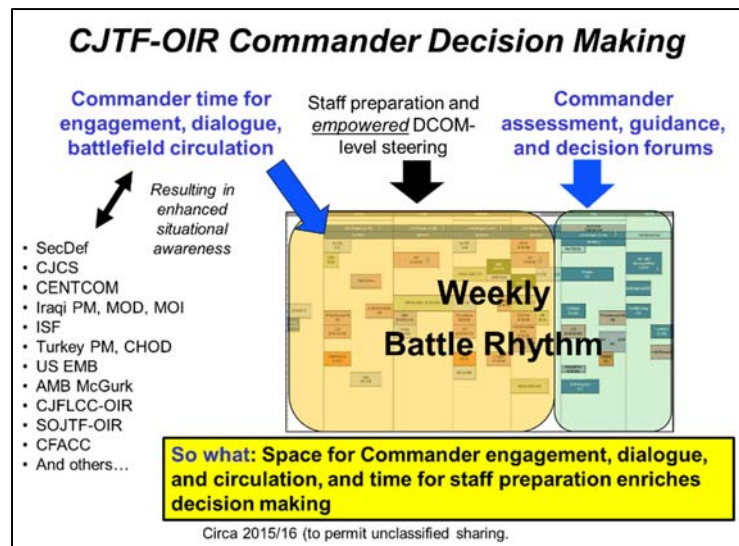 CJTF-OIR Commander Decision Making
Commander time for
engagement, dialogue,
battlefield circulation
Staff preparation and
empowered DCOM-
level steering
Commander
assessment, guidance,
and decision forums
Resulting in
enhanced
situational
awareness
• SecDef
• CJCS
• CENTCOM
• Iraqi PM, MOD, MOI
• ISF
• Turkey PM, CHOD
• US EMB
• AMB McGurk
• CJFLCC-OIR
• SOJTF-OIR
• CFACC
• And others…
Weekly
Battle Rhythm
So what: Space for Commander engagement, dialogue,
and circulation, and time for staff preparation enriches
decision making
Circa 2015/16 (to permit unclassified sharing.